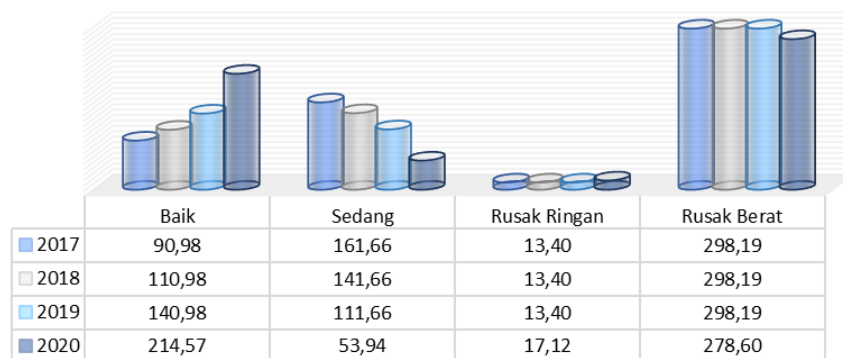 Baik Sedang Rusak Ringan Rusak Berat
2017 90,98 161,66 13,40 298,19
2018 110,98 141,66 13,40 298,19
2019 140,98 111,66 13,40 298,19
2020 214,57 53,94 17,12 278,60